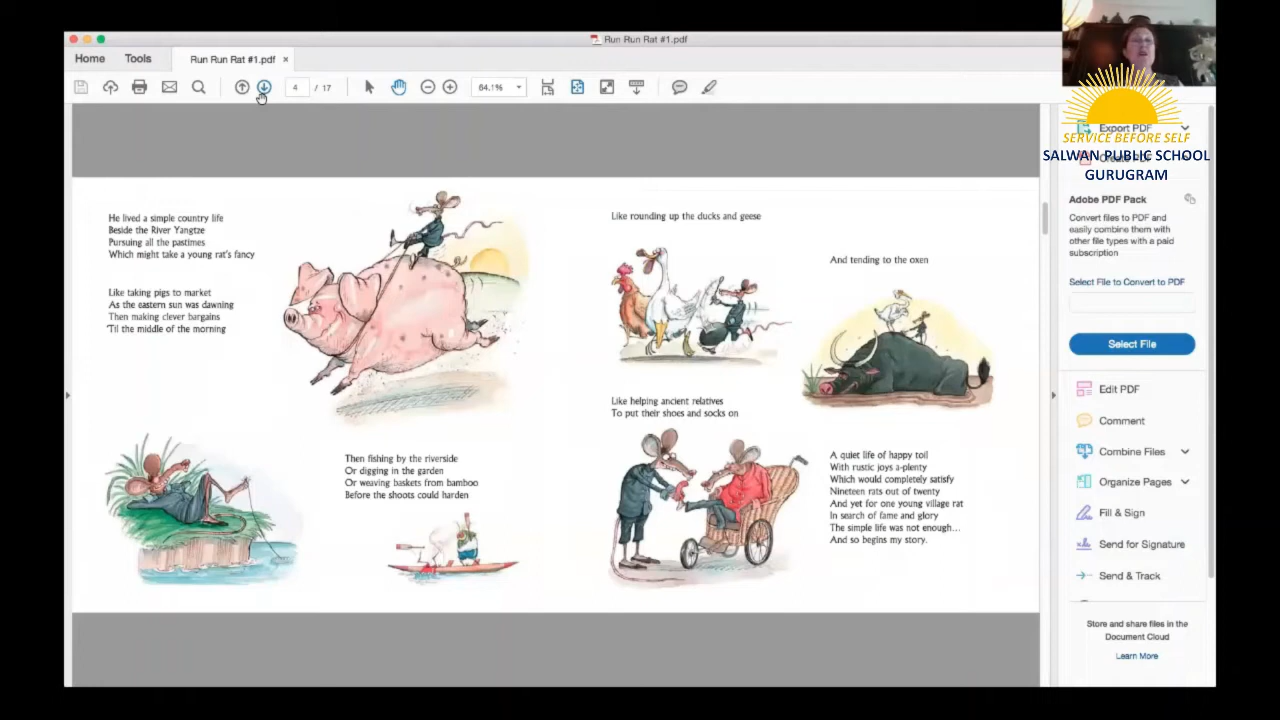 Run Run Rat #1.pdf
Home
Tools
Run Run Rat #1.pdf ×
4 / 17
64.1%
SERVICE BEFORE SELF
SALWAN PUBLIC SCHOOL
GURUGRAM
He lived a simple country life
Beside the River Yangtze
Pursuing all the pastimes
Which might take a young rat's fancy
Like taking pigs to market
As the eastern sun was dawning
Then making clever bargains
'Til the middle of the morning
Then fishing by the riverside
Or digging in the garden
Or weaving baskets from bamboo
Before the shoots could harden
Like rounding up the ducks and geese
And tending to the oxen
Like helping ancient relatives
To put their shoes and socks on
A quiet life of happy toil
With rustic joys a-plenty
Which would completely satisfy
Nineteen rats out of twenty
And yet for one young village rat
In search of fame and glory
The simple life was not enough...
And so begins my story.
Export PDF
Adobe PDF Pack
Convert files to PDF and
easily combine them with
other file types with a paid
subscription
Select File to Convert to PDF
Select File
Edit PDF
Comment
Combine Files
Organize Pages
Fill & Sign
Send for Signature
Send & Track
Store and share files in the
Document Cloud
Learn More